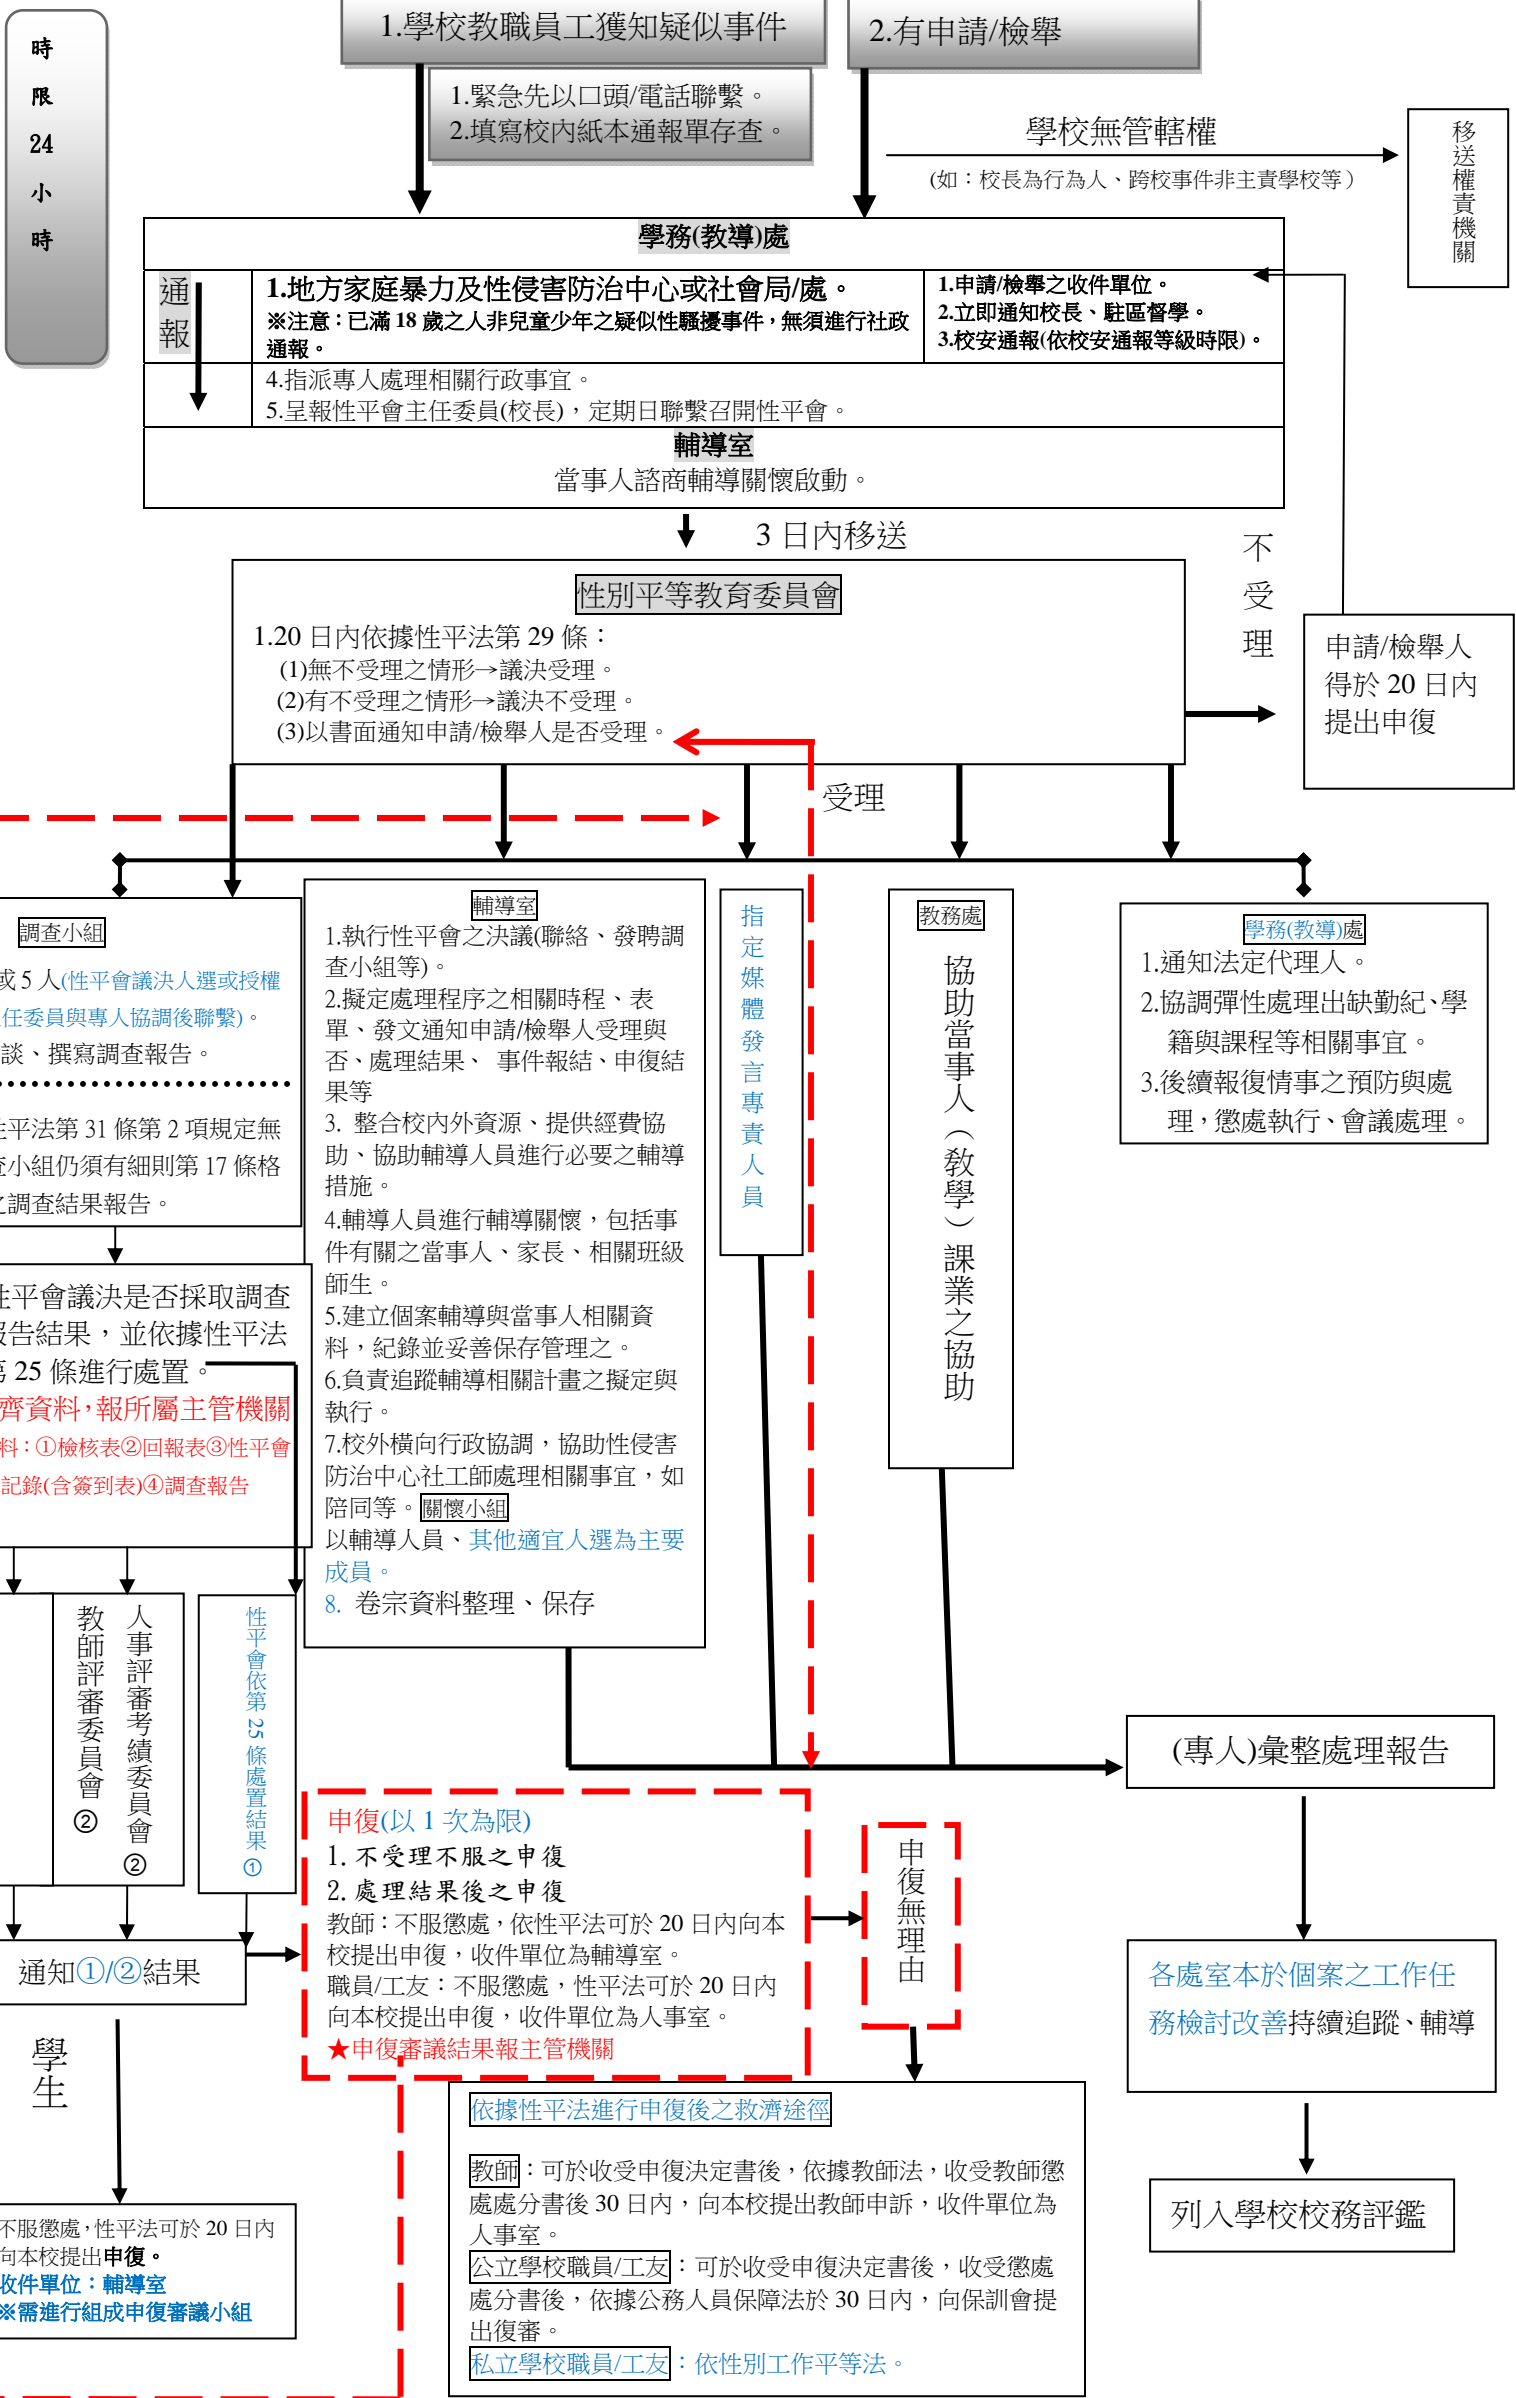 時
限
24
小
時
1.學校教職員工獲知疑似事件
2.有申請/檢舉
1.緊急先以口頭/電話聯繫。
2.填寫校內紙本通報單存查。
學校無管轄權
(如：校長為行為人、跨校事件非主責學校等）
移送權責機關
學務(教導)處
通報
1.地方家庭暴力及性侵害防治中心或社會局/處。
※注意：已滿 18 歲之人非兒童少年之疑似性騷擾事件，無須進行社政
通報。
1.申請/檢舉之收件單位。
2.立即通知校長、駐區督學。
3.校安通報(依校安通報等級時限)。
4.指派專人處理相關行政事宜。
5.呈報性平會主任委員(校長)，定期日聯繫召開性平會。
輔導室
當事人諮商輔導關懷啟動。
3 日內移送
不
受
理
性別平等教育委員會
1.20 日內依據性平法第 29 條：
(1)無不受理之情形→議決受理。
(2)有不受理之情形→議決不受理。
(3)以書面通知申請/檢舉人是否受理。
申請/檢舉人
得於 20 日內
提出申復
受理
調查小組
或 5 人(性平會議決人選或授權
任委員與專人協調後聯繫)。
談、撰寫調查報告。
性平法第 31 條第 2 項規定無
查小組仍須有細則第 17 條格
之調查結果報告。
性平會議決是否採取調查
報告結果，並依據性平法
第 25 條進行處置。
齊資料，報所屬主管機關
料：①檢核表②回報表③性平會
記錄(含簽到表)④調查報告
輔導室
1.執行性平會之決議(聯絡、發聘調
查小組等)。
2.擬定處理程序之相關時程、表
單、發文通知申請/檢舉人受理與
否、處理結果、 事件報結、申復結
果等
3. 整合校內外資源、提供經費協
助、協助輔導人員進行必要之輔導
措施。
4.輔導人員進行輔導關懷，包括事
件有關之當事人、家長、相關班級
師生。
5.建立個案輔導與當事人相關資
料，紀錄並妥善保存管理之。
6.負責追蹤輔導相關計畫之擬定與
執行。
7.校外橫向行政協調，協助性侵害
防治中心社工師處理相關事宜，如
陪同等。關懷小組
以輔導人員、其他適宜人選為主要
成員。
8. 卷宗資料整理、保存
指定媒體發言專責人員
教務處
協助當事人（教學）課業之協助
學務(教導)處
1.通知法定代理人。
2.協調彈性處理出缺勤紀、學
籍與課程等相關事宜。
3.後續報復情事之預防與處
理，懲處執行、會議處理。
人事評審考績委員會②
教師評審委員會②
性平會依第 25 條處置結果①
通知①/②結果
學生
不服懲處，性平法可於 20 日內
向本校提出申復。
收件單位：輔導室
※需進行組成申復審議小組
申復(以 1 次為限)
1. 不受理不服之申復
2. 處理結果後之申復
教師：不服懲處，依性平法可於 20 日內向本
校提出申復，收件單位為輔導室。
職員/工友：不服懲處，性平法可於 20 日內
向本校提出申復，收件單位為人事室。
★申復審議結果報主管機關
申復無理由
依據性平法進行申復後之救濟途徑
教師：可於收受申復決定書後，依據教師法，收受教師懲
處處分書後 30 日內，向本校提出教師申訴，收件單位為
人事室。
公立學校職員/工友：可於收受申復決定書後，收受懲處
處分書後，依據公務人員保障法於 30 日內，向保訓會提
出復審。
私立學校職員/工友：依性別工作平等法。
(專人)彙整處理報告
各處室本於個案之工作任
務檢討改善持續追蹤、輔導
列入學校校務評鑑